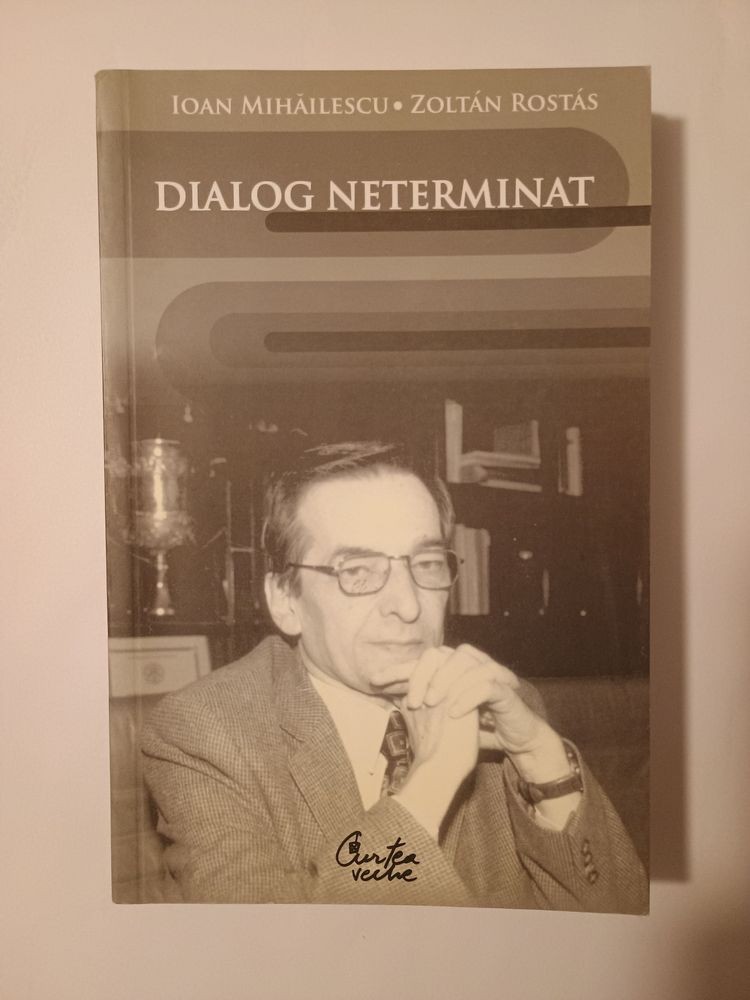 IOAN MIHĂILESCU • ZOLTÁN ROSTÁS
DIALOG NETERMINAT
Curtea
veche